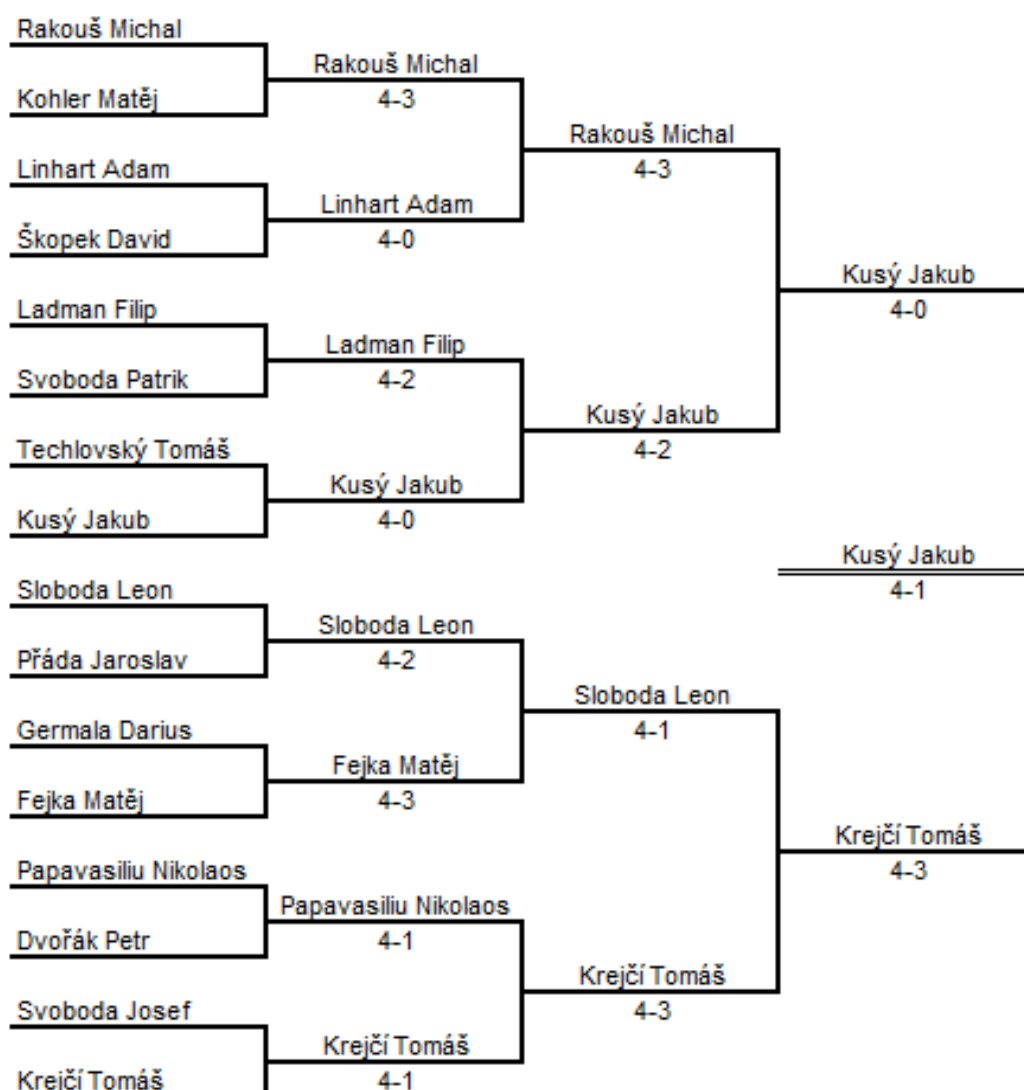 Rakouš Michal
Rakouš Michal
Kohler Matěj
4-3
Rakouš Michal
Linhart Adam
4-3
Linhart Adam
Škopek David
4-0
Kusý Jakub
Ladman Filip
4-0
Ladman Filip
Svoboda Patrik
4-2
Kusý Jakub
Techlovský Tomáš
4-2
Kusý Jakub
Kusý Jakub
4-0
Kusý Jakub
Sloboda Leon
4-1
Sloboda Leon
Přáda Jaroslav
4-2
Sloboda Leon
Germala Darius
4-1
Fejka Matěj
Fejka Matěj
4-3
Krejčí Tomáš
Papavasiliu Nikolaos
4-3
Papavasiliu Nikolaos
Dvořák Petr
4-1
Krejčí Tomáš
Svoboda Josef
4-3
Krejčí Tomáš
Krejčí Tomáš
4-1